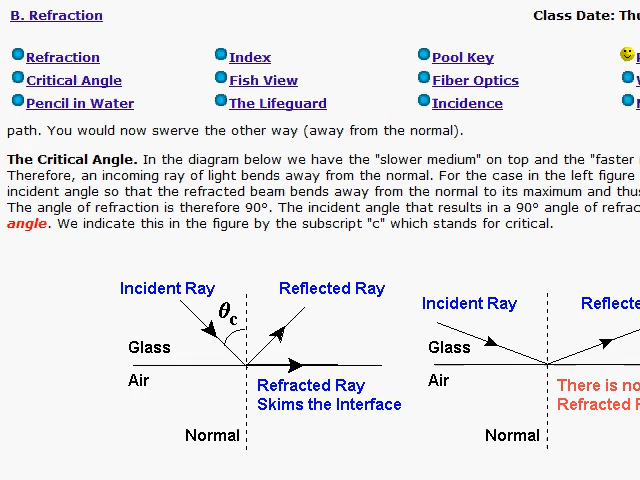 B. Refraction Class Date: Thu
Refraction Index Pool Key
Critical Angle Fish View Fiber Optics
Pencil in Water The Lifeguard Incidence
path. You would now swerve the other way (away from the normal).
The Critical Angle. In the diagram below we have the "slower medium" on top and the "faster
Therefore, an incoming ray of light bends away from the normal. For the case in the left figure
incident angle so that the refracted beam bends away from the normal to its maximum and thus
The angle of refraction is therefore 90°. The incident angle that results in a 90° angle of refrac
angle. We indicate this in the figure by the subscript "c" which stands for critical.
Incident Ray Reflected Ray
θc
Glass
Air
Refracted Ray
Skims the Interface
Normal
Incident Ray Reflecte
Glass
Air
There is no
Refracted R
Normal